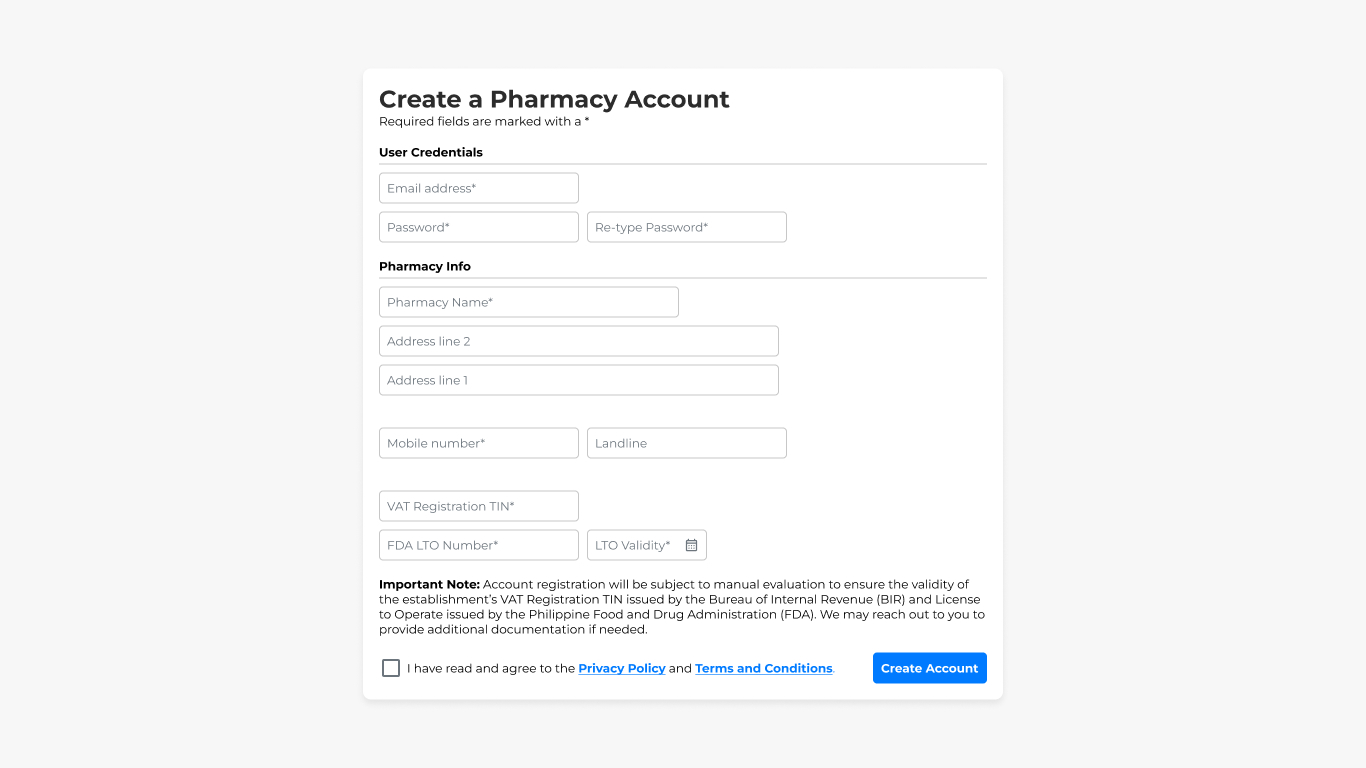 Create a Pharmacy Account
Required fields are marked with a *
User Credentials
Email address*
Password* Re-type Password*
Pharmacy Info
Pharmacy Name*
Address line 2
Address line 1
Mobile number* Landline
VAT Registration TIN*
FDA LTO Number* LTO Validity*
Important Note: Account registration will be subject to manual evaluation to ensure the validity of
the establishment's VAT Registration TIN issued by the Bureau of Internal Revenue (BIR) and License
to Operate issued by the Philippine Food and Drug Administration (FDA). We may reach out to you to
provide additional documentation if needed.
I have read and agree to the Privacy Policy and Terms and Conditions. Create Account